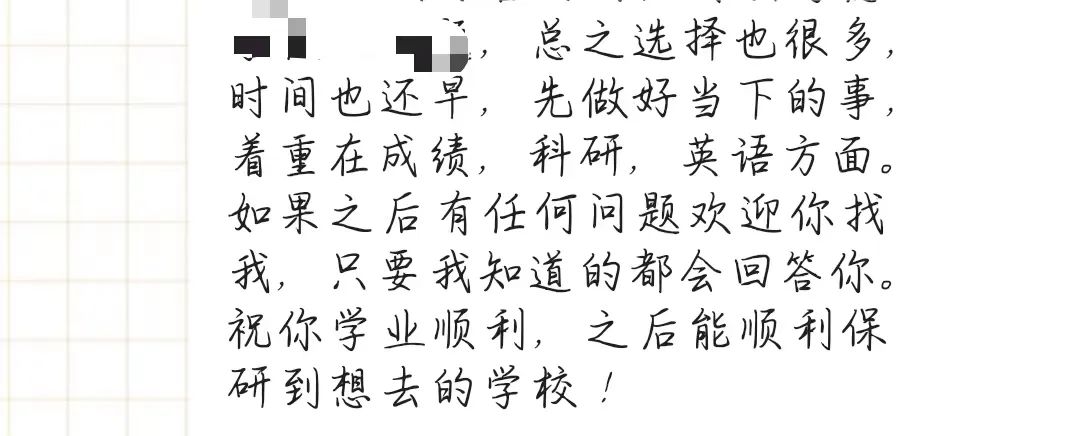 ，总之选择也很多，
时间也还早，先做好当下的事，
着重在成绩，科研，英语方面。
如果之后有任何问题欢迎你找
我，只要我知道的都会回答你。
祝你学业顺利，之后能顺利保
研到想去的学校！